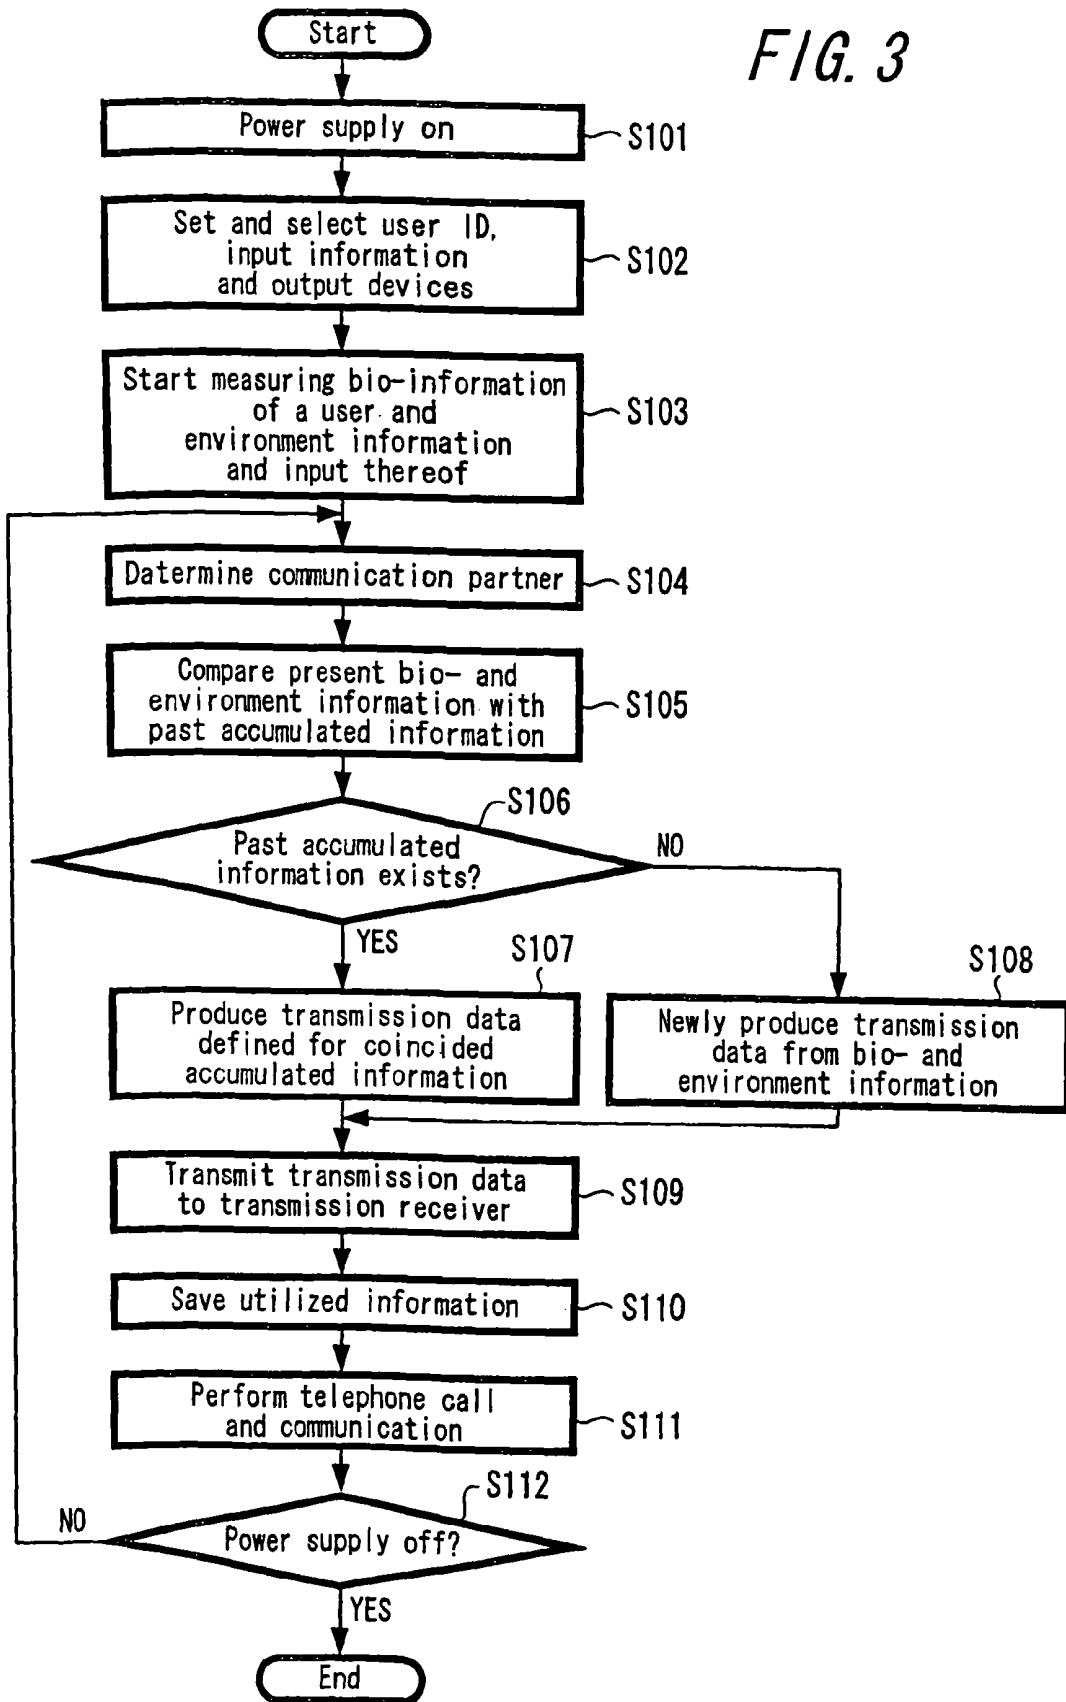 FIG. 3
Start
Power supply on
S101
Set and select user ID,
input information
and output devices
S102
Start measuring bio-information
of a user and
environment information
and input thereof
S103
Datermine communication partner
S104
Compare present bio- and
environment information with
past accumulated information
S105
S106
Past accumulated
information exists?
NO
YES
S107
Produce transmission data
defined for coincided
accumulated information
S108
Newly produce transmission
data from bio- and
environment information
Transmit transmission data
to transmission receiver
S109
Save utilized information
S110
Perform telephone call
and communication
S111
S112
Power supply off?
NO
YES
End